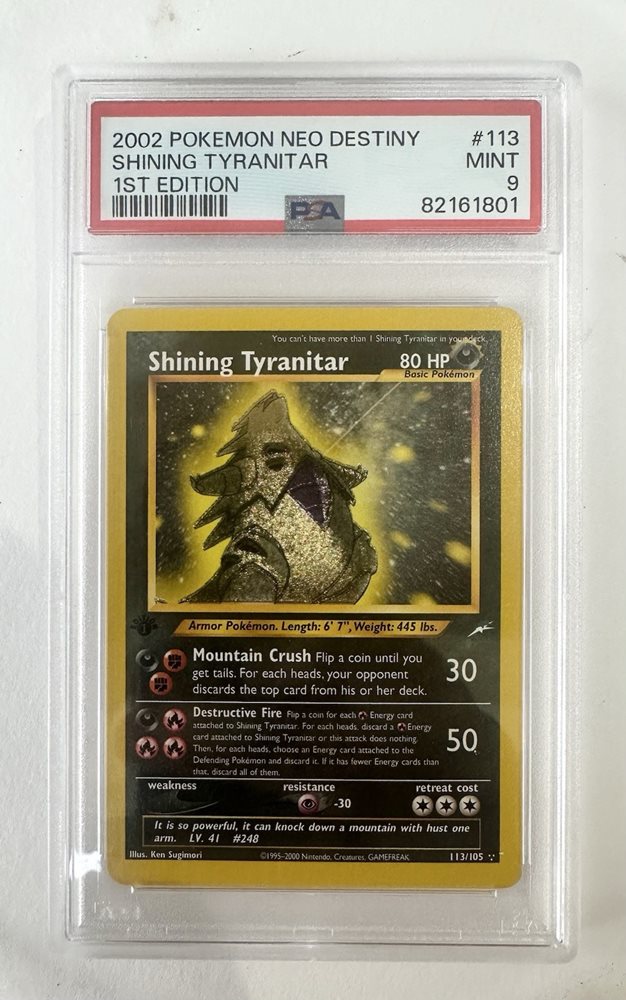 2002 POKEMON NEO DESTINY #113
SHINING TYRANITAR MINT
1ST EDITION 9
PSA 82161801
You can't have more than 1 Shining Tyranitar in your deck.
Shining Tyranitar 80 HP
Basic Pokémon
Armor Pokémon. Length: 6' 7", Weight: 445 lbs.
Mountain Crush Flip a coin until you
get tails. For each heads, your opponent 30
discards the top card from his or her deck.
Destructive Fire Flip a coin for each Energy card
attached to Shining Tyranitar. For each heads, discard a Energy
card attached to Shining Tyranitar or this attack does nothing. 50
Then, for each heads, choose an Energy card attached to the
Defending Pokémon and discard it. If it has fewer Energy cards than
that, discard all of them.
weakness resistance retreat cost
-30
It is so powerful, it can knock down a mountain with hust one
arm. LV. 41 #248
Illus. Ken Sugimori ©1995-2000 Nintendo, Creatures, GAMEFREAK 113/105